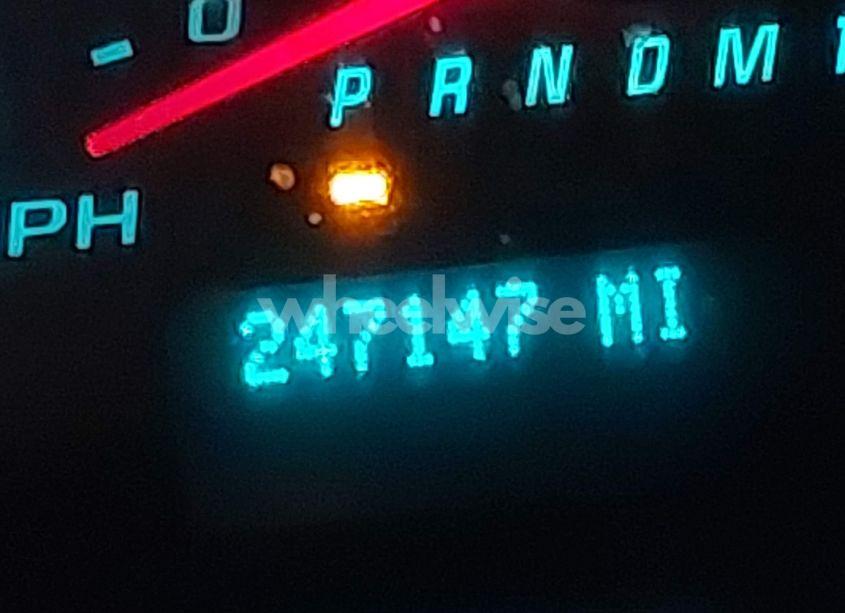 0
P R N D M
PH
247147 MI
wheelwise